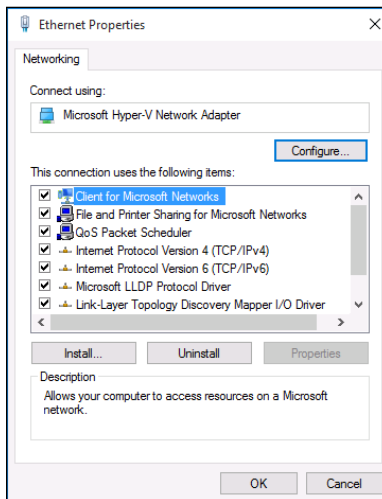 Ethernet Properties
Networking
Connect using:
Microsoft Hyper-V Network Adapter
Configure...
This connection uses the following items:
Client for Microsoft Networks
File and Printer Sharing for Microsoft Networks
QoS Packet Scheduler
Internet Protocol Version 4 (TCP/IPv4)
Internet Protocol Version 6 (TCP/IPv6)
Microsoft LLDP Protocol Driver
Link-Layer Topology Discovery Mapper I/O Driver
Install... Uninstall Properties
Description
Allows your computer to access resources on a Microsoft
network.
OK Cancel